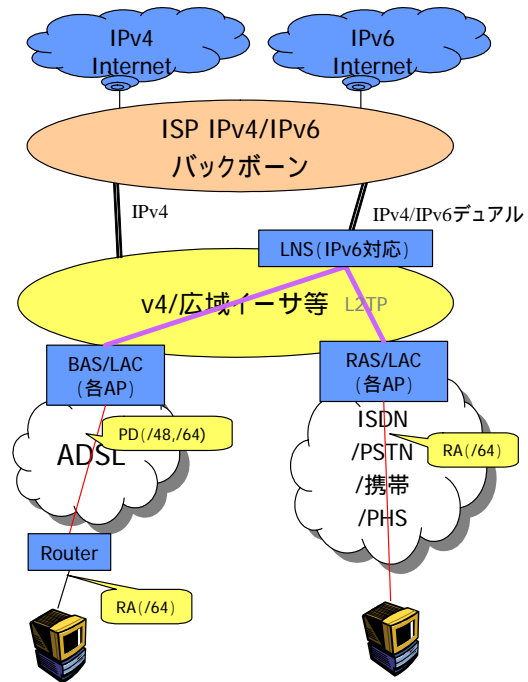 IPv4
Internet
IPv6
Internet
ISP IPv4/IPv6
バックボーン
IPv4
IPv4/IPv6デュアル
LNS(IPv6対応)
v4/広域イーサ等
L2TP
BAS/LAC
(各AP)
RAS/LAC
(各AP)
PD(/48,/64)
ADSL
ISDN
/PSTN
/携帯
/PHS
RA(/64)
Router
RA(/64)